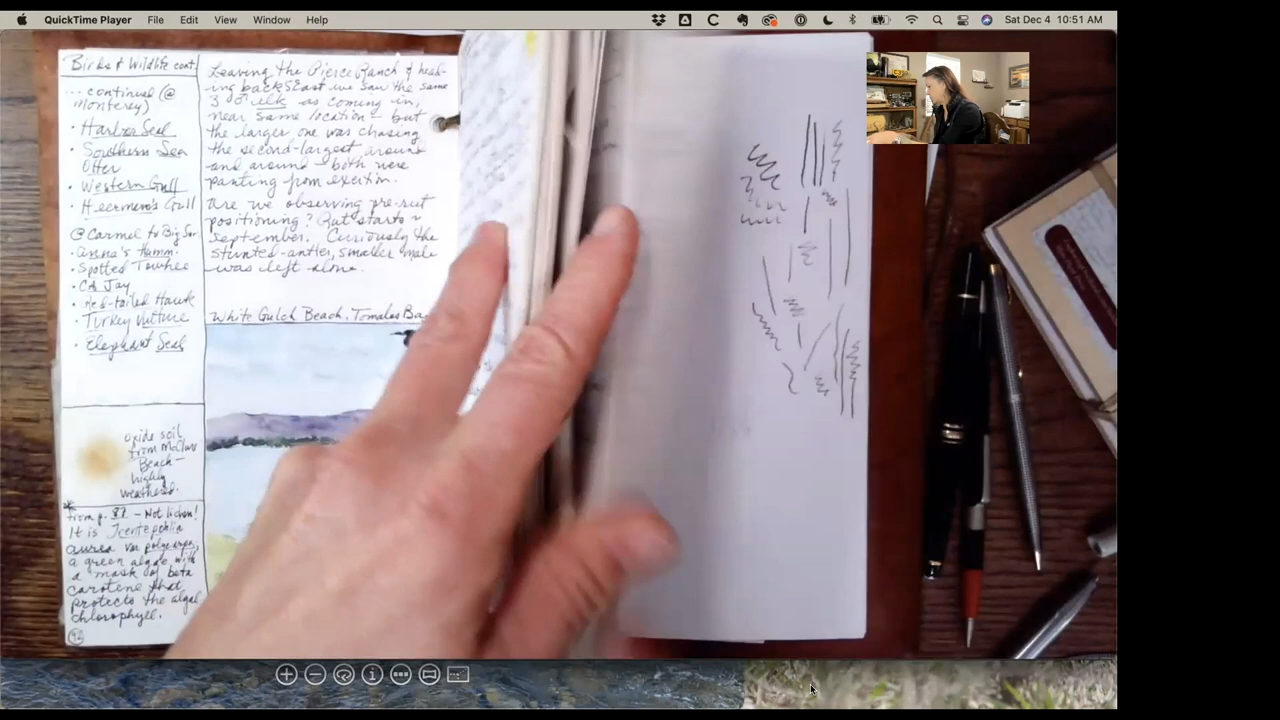 QuickTime Player File Edit View Window Help Sat Dec 4 10:51 AM
Birds & Wildlife cont.
... continued (@
Monterey)
• Harbor Seal
• Southern Sea
Otter
• Western Gull
• Heermann's Gull
@ Carmel to Big Sur
• Anna's Humm.
• Spotted Towhee
• CA Jay
• Red-tailed Hawk
• Turkey Vulture
• Elephant Seal
oxide soil
from McClure
Beach—
highly
weathered.
* from p. 87 - Not lichen!
It is Trentepohlia
aurea var polycarpa,
a green algae with
a mask of beta
carotene that
protects the algal
chlorophyll.
92
Leaving the Pierce Ranch & head-
ing back East we saw the same
3 ♂ elk as coming in,
near same location - but
the larger one was chasing
the second-largest around
and around - both were
panting from exertion.
Are we observing pre-rut
positioning? Rut starts ~
September. Curiously the
stunted-antler, smaller male
was left alone.
White Gulch Beach, Tomales Ba